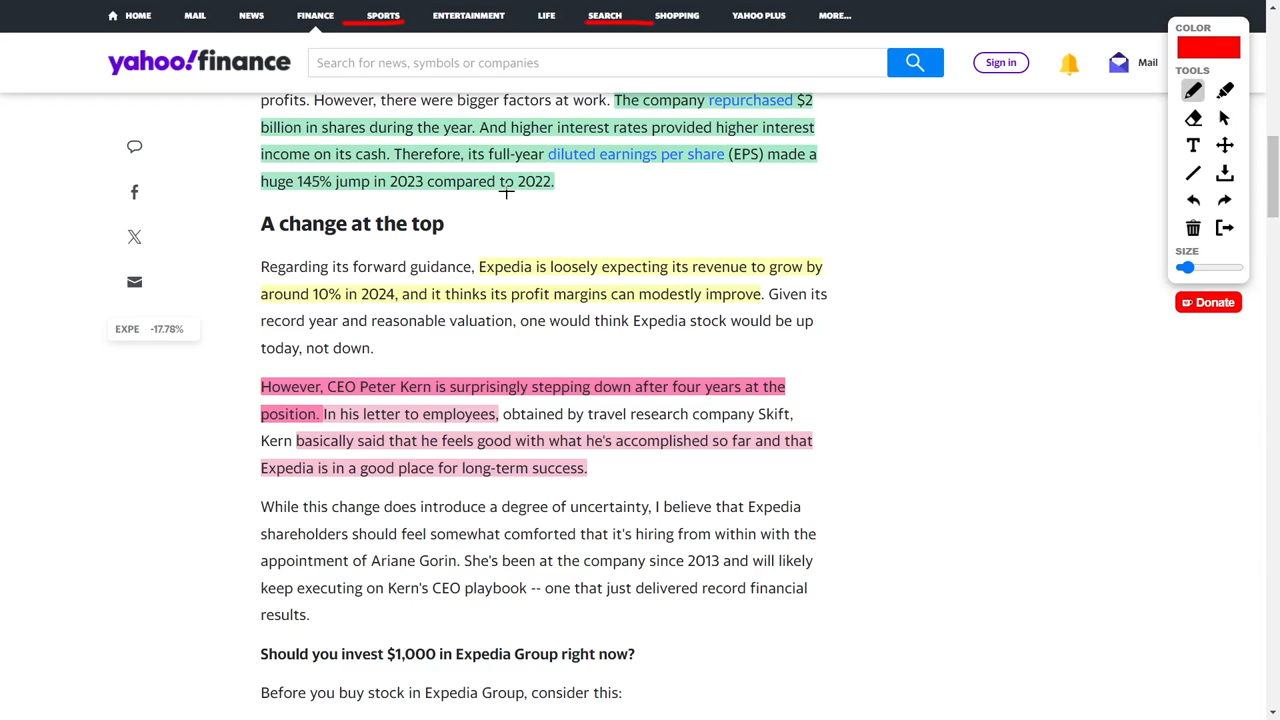 HOME MAIL NEWS FINANCE SPORTS ENTERTAINMENT LIFE SEARCH SHOPPING YAHOO PLUS MORE...
yahoo!finance
Search for news, symbols or companies
Sign in
Mail
COLOR
TOOLS
T
SIZE
Donate
profits. However, there were bigger factors at work. The company repurchased $2
billion in shares during the year. And higher interest rates provided higher interest
income on its cash. Therefore, its full-year diluted earnings per share (EPS) made a
huge 145% jump in 2023 compared to 2022.
A change at the top
Regarding its forward guidance, Expedia is loosely expecting its revenue to grow by
around 10% in 2024, and it thinks its profit margins can modestly improve. Given its
record year and reasonable valuation, one would think Expedia stock would be up
today, not down.
EXPE -17.78%
However, CEO Peter Kern is surprisingly stepping down after four years at the
position. In his letter to employees, obtained by travel research company Skift,
Kern basically said that he feels good with what he's accomplished so far and that
Expedia is in a good place for long-term success.
While this change does introduce a degree of uncertainty, I believe that Expedia
shareholders should feel somewhat comforted that it's hiring from within with the
appointment of Ariane Gorin. She's been at the company since 2013 and will likely
keep executing on Kern's CEO playbook -- one that just delivered record financial
results.
Should you invest $1,000 in Expedia Group right now?
Before you buy stock in Expedia Group, consider this: